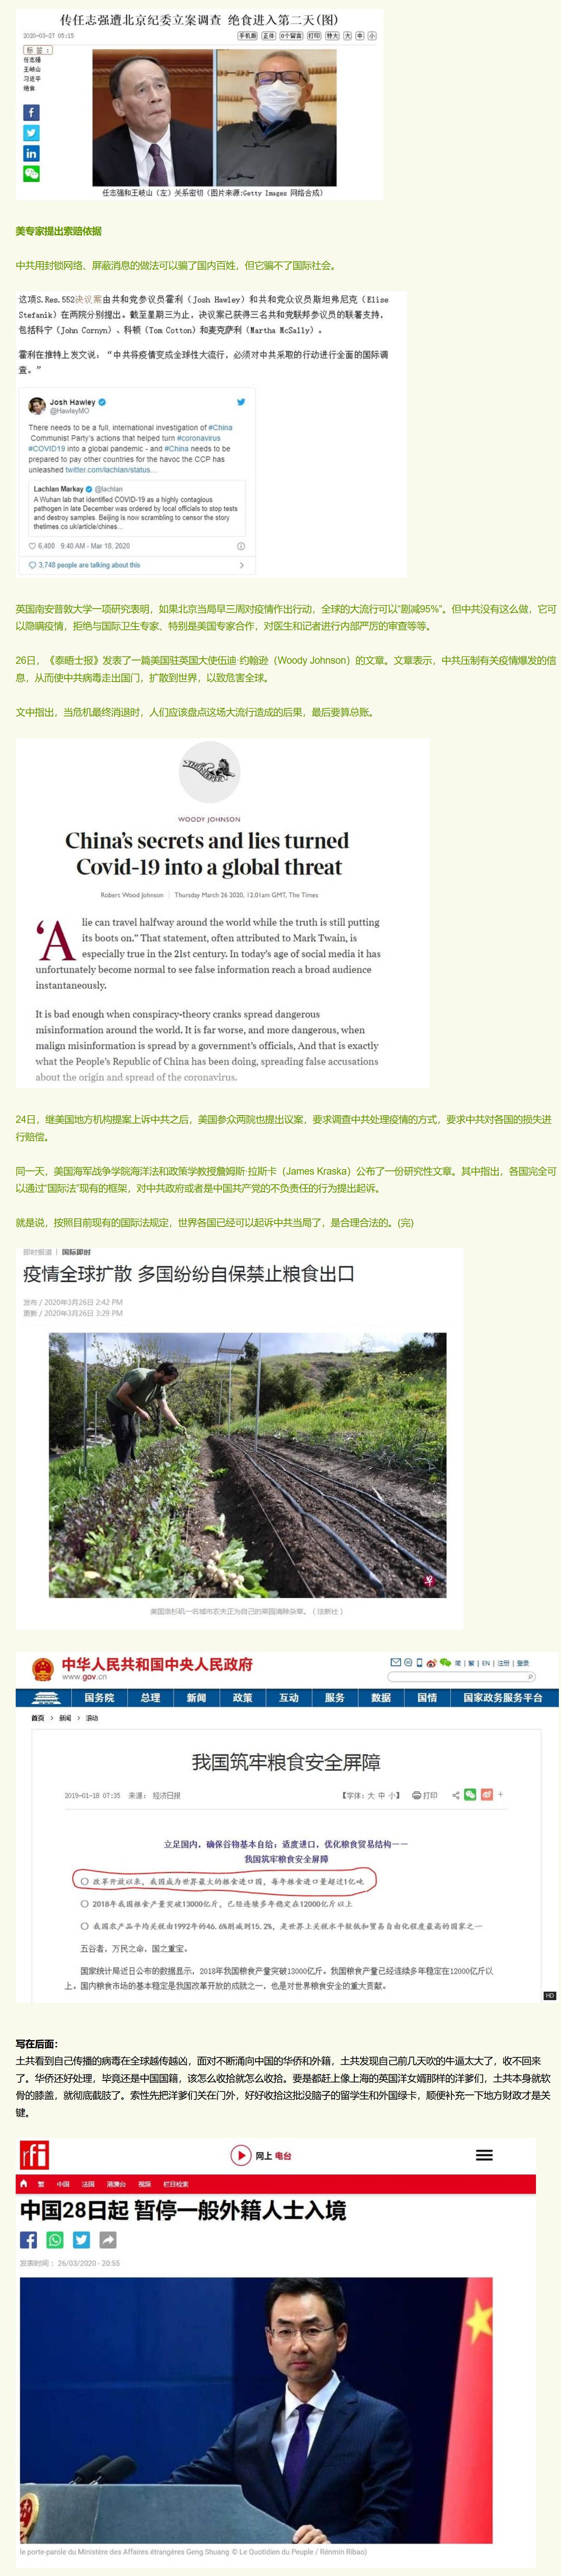 传任志强遭北京纪委立案调查 绝食进入第二天(图)
2020-03-27 05:15
手机版 正体 0个留言 打印 特大 大 中 小
标签：
任志强
王岐山
习近平
绝食
任志强和王岐山（左）关系密切（图片来源:Getty Images 网络合成）
美专家提出索赔依据
中共用封锁网络、屏蔽消息的做法可以骗了国内百姓，但它骗不了国际社会。
这项S.Res.552决议案由共和党参议员霍利（Josh Hawley）和共和党众议员斯坦弗尼克（Elise
Stefanik）在两院分别提出。截至星期三为止，决议案已获得三名共和党联邦参议员的联署支持，
包括科宁（John Cornyn）、科顿（Tom Cotton）和麦克萨利（Martha McSally）。
霍利在推特上发文说：“中共将疫情变成全球性大流行，必须对中共采取的行动进行全面的国际调
查。”
Josh Hawley
@HawleyMO
There needs to be a full, international investigation of #China
Communist Party’s actions that helped turn #coronavirus
#COVID19 into a global pandemic - and #China needs to be
prepared to pay other countries for the havoc the CCP has
unleashed twitter.com/lachlan/status…
Lachlan Markay @lachlan
A Wuhan lab that identified COVID-19 as a highly contagious
pathogen in late December was ordered by local officials to stop tests
and destroy samples. Beijing is now scrambling to censor the story
thetimes.co.uk/article/chines…
6,400 9:40 AM - Mar 18, 2020
3,748 people are talking about this
英国南安普敦大学一项研究表明，如果北京当局早三周对疫情作出行动，全球的大流行可以“剧减95%”。但中共没有这么做，它可
以隐瞒疫情，拒绝与国际卫生专家、特别是美国专家合作，对医生和记者进行内部严厉的审查等等。
26日，《泰晤士报》发表了一篇美国驻英国大使伍迪·约翰逊（Woody Johnson）的文章。文章表示，中共压制有关疫情爆发的信
息，从而使中共病毒走出国门，扩散到世界，以致危害全球。
文中指出，当危机最终消退时，人们应该盘点这场大流行造成的后果，最后要算总账。
WOODY JOHNSON
China’s secrets and lies turned
Covid-19 into a global threat
Robert Wood Johnson | Thursday March 26 2020, 12.01am GMT, The Times
‘A lie can travel halfway around the world while the truth is still putting
its boots on.” That statement, often attributed to Mark Twain, is
especially true in the 21st century. In today’s age of social media it has
unfortunately become normal to see false information reach a broad audience
instantaneously.
It is bad enough when conspiracy-theory cranks spread dangerous
misinformation around the world. It is far worse, and more dangerous, when
malign misinformation is spread by a government’s officials, And that is exactly
what the People’s Republic of China has been doing, spreading false accusations
about the origin and spread of the coronavirus.
24日，继美国地方机构提案上诉中共之后，美国参众两院也提出议案，要求调查中共处理疫情的方式，要求中共对各国的损失进
行赔偿。
同一天，美国海军战争学院海洋法和政策学教授詹姆斯·拉斯卡（James Kraska）公布了一份研究性文章。其中指出，各国完全可
以通过“国际法”现有的框架，对中共政府或者是中国共产党的不负责任的行为提出起诉。
就是说，按照目前现有的国际法规定，世界各国已经可以起诉中共当局了，是合理合法的。(完)
即时报道 | 国际即时
疫情全球扩散 多国纷纷自保禁止粮食出口
发布 / 2020年3月26日 2:42 PM
更新 / 2020年3月26日 3:29 PM
美国洛杉矶一名城市农夫正为自己的菜园清除杂草。（法新社）
中华人民共和国中央人民政府
www.gov.cn
简 | 繁 | EN | 注册 | 登录
国务院 总理 新闻 政策 互动 服务 数据 国情 国家政务服务平台
首页 > 新闻 > 滚动
我国筑牢粮食安全屏障
2019-01-18 07:35 来源： 经济日报
【字体：大 中 小】 打印
立足国内，确保谷物基本自给；适度进口，优化粮食贸易结构——
我国筑牢粮食安全屏障
○ 改革开放以来，我国成为世界最大的粮食进口国，每年粮食进口量超过1亿吨
○ 2018年我国粮食产量突破13000亿斤，已经连续多年稳定在12000亿斤以上
○ 我国农产品平均关税由1992年的46.6%削减到15.2%，是世界上关税水平较低和贸易自由化程度最高的国家之一
五谷者，万民之命，国之重宝。
国家统计局近日公布的数据显示，2018年我国粮食产量突破13000亿斤。我国粮食产量已经连续多年稳定在12000亿斤以
上。国内粮食市场的基本稳定是我国改革开放的成就之一，也是对世界粮食安全的重大贡献。
HD
写在后面：
土共看到自己传播的病毒在全球越传越凶，面对不断涌向中国的华侨和外籍，土共发现自己前几天吹的牛逼太大了，收不回来
了。华侨还好处理，毕竟还是中国国籍，该怎么收拾就怎么收拾。要是都赶上像上海的英国洋女婿那样的洋爹们，土共本身就软
骨的膝盖，就彻底截肢了。索性先把洋爹们关在门外，好好收拾这批没脑子的留学生和外国绿卡，顺便补充一下地方财政才是关
键。
rfi
网上 电台
繁 中国 法国 港澳台 视频 栏目检索
中国28日起 暂停一般外籍人士入境
发表时间： 26/03/2020 - 20:55
le porte-parole du Ministère des Affaires étrangères Geng Shuang © Le Quotidien du Peuple / Rénmín Rìbao)